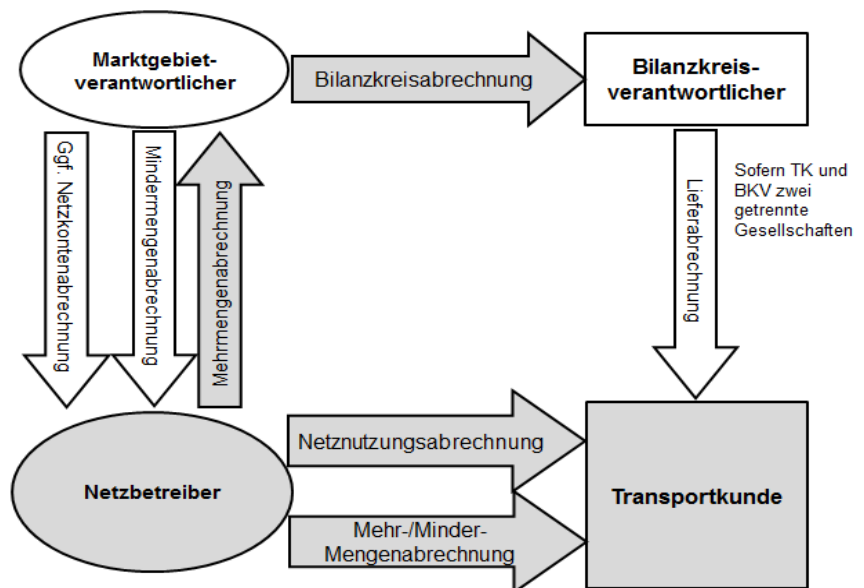 Marktgebiet-
verantwortlicher
Bilanzkreisabrechnung
Bilanzkreis-
verantwortlicher
Ggf. Netzkontenabrechnung
Mindermengenabrechnung
Mehrmengenabrechnung
Lieferabrechnung
Sofern TK und
BKV zwei
getrennte
Gesellschaften
Netzbetreiber
Netznutzungsabrechnung
Mehr-/Minder-
Mengenabrechnung
Transportkunde